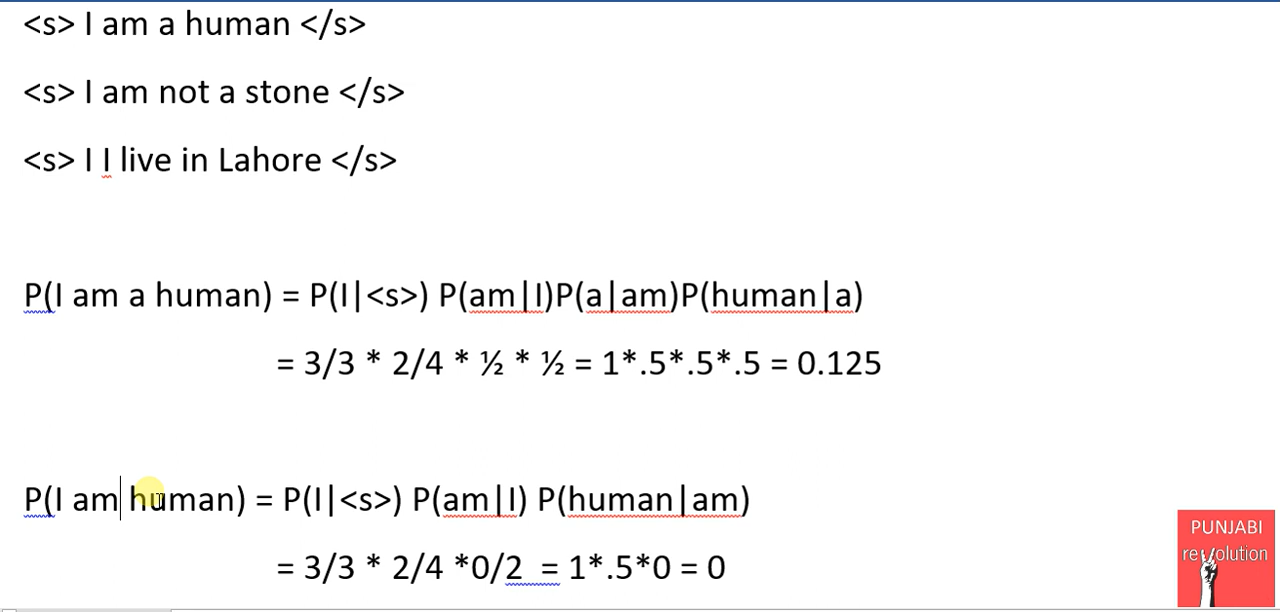 <s> I am a human </s>
<s> I am not a stone </s>
<s> I I live in Lahore </s>
P(I am a human) = P(I|<s>) P(am|I)P(a|am)P(human|a)
= 3/3 * 2/4 * ½ * ½ = 1*.5*.5*.5 = 0.125
P(I am human) = P(I|<s>) P(am|I) P(human|am)
= 3/3 * 2/4 *0/2 = 1*.5*0 = 0
PUNJABI
revolution